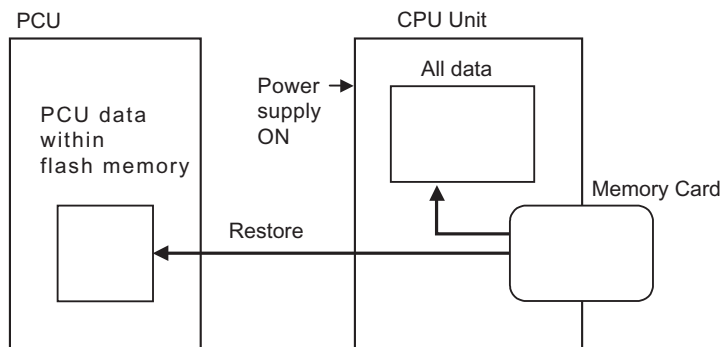 PCU
CPU Unit
All data
Power
supply
ON
PCU data
within
flash memory
Memory Card
Restore